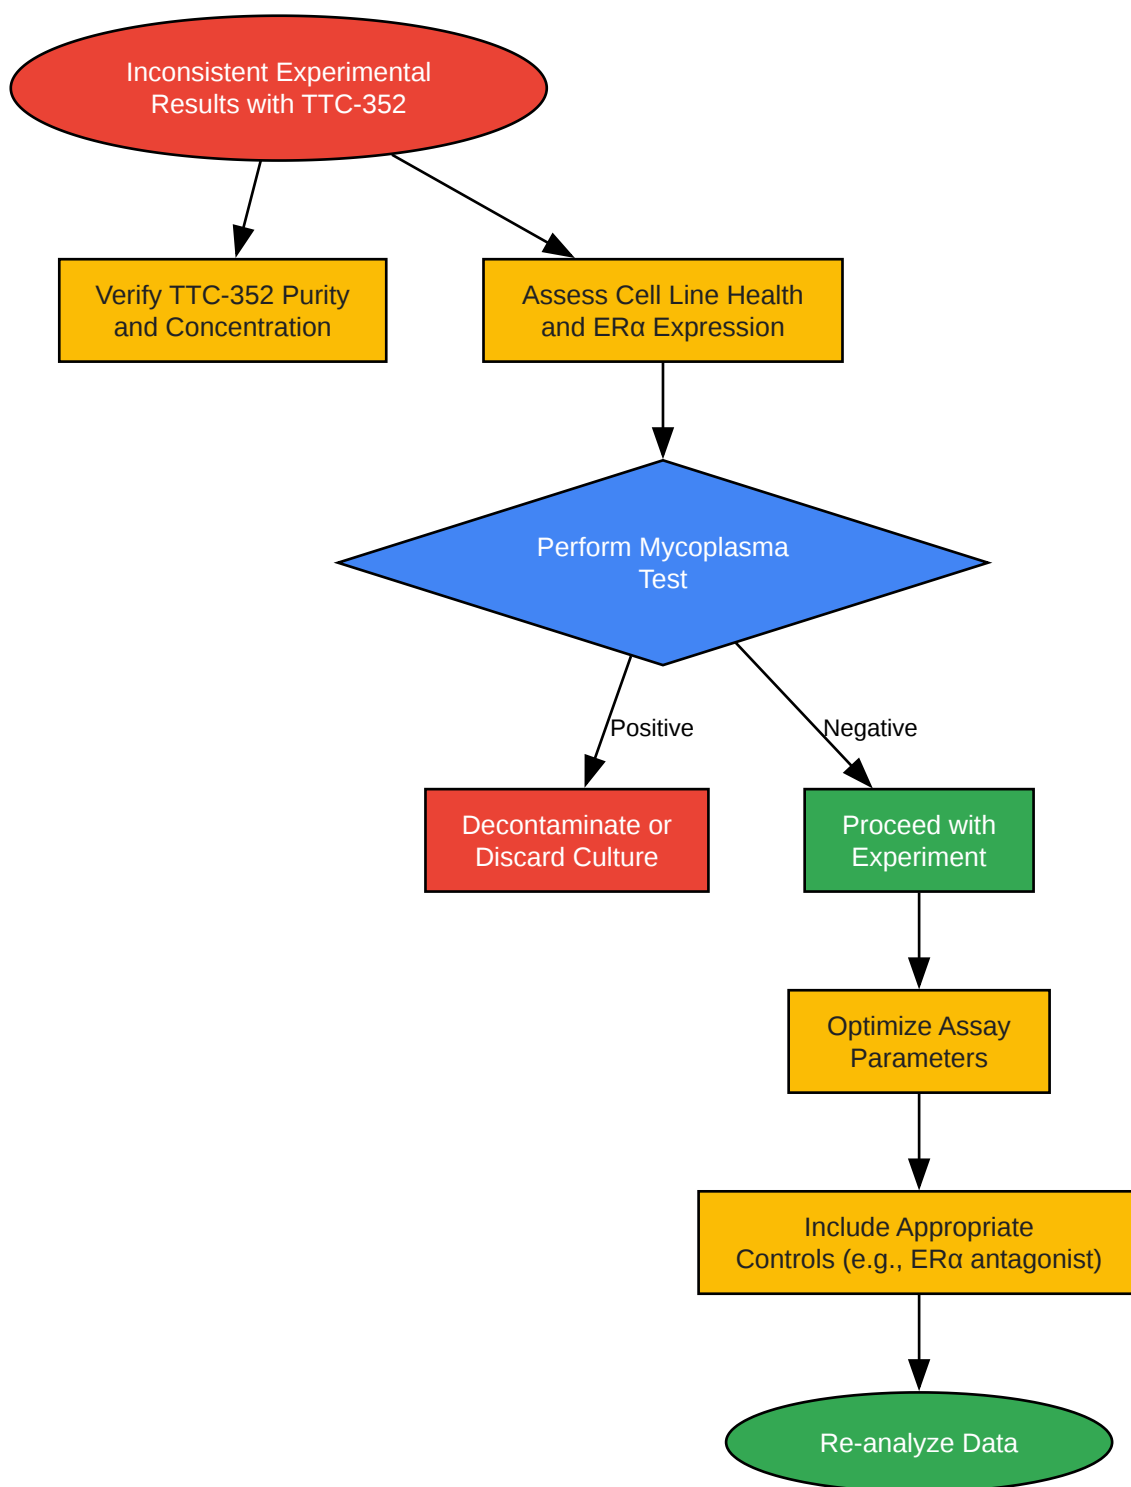 Inconsistent Experimental
Results with TTC-352
Verify TTC-352 Purity
and Concentration
Assess Cell Line Health
and ERα Expression
Perform Mycoplasma
Test
Positive
Negative
Decontaminate or
Discard Culture
Proceed with
Experiment
Optimize Assay
Parameters
Include Appropriate
Controls (e.g., ERα antagonist)
Re-analyze Data